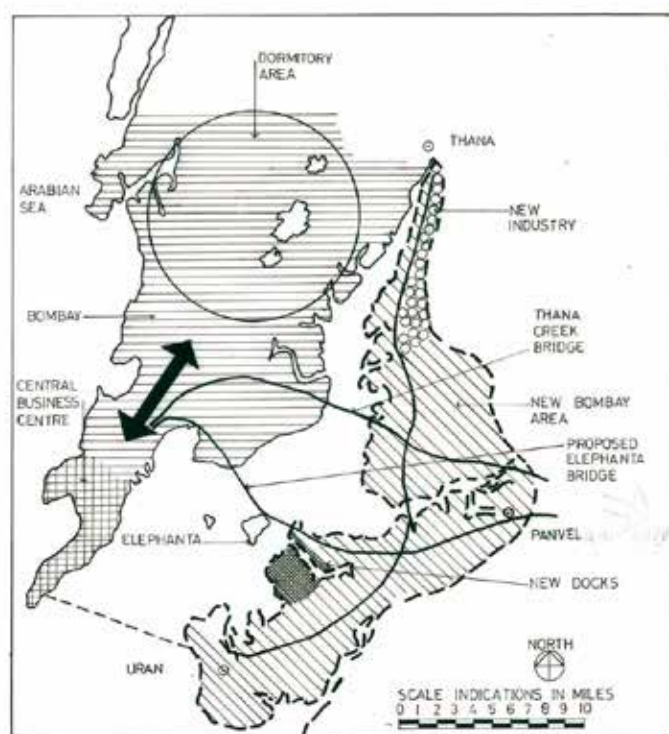 DORMITORY
AREA
THANA
ARABIAN
SEA
NEW
INDUSTRY
BOMBAY
THANA
CREEK
BRIDGE
CENTRAL
BUSINESS
CENTRE
NEW BOMBAY
AREA
PROPOSED
ELEPHANTA
BRIDGE
ELEPHANTA
PANVEL
NEW DOCKS
URAN
NORTH
SCALE INDICATIONS IN MILES
0 1 2 3 4 5 6 7 8 9 10